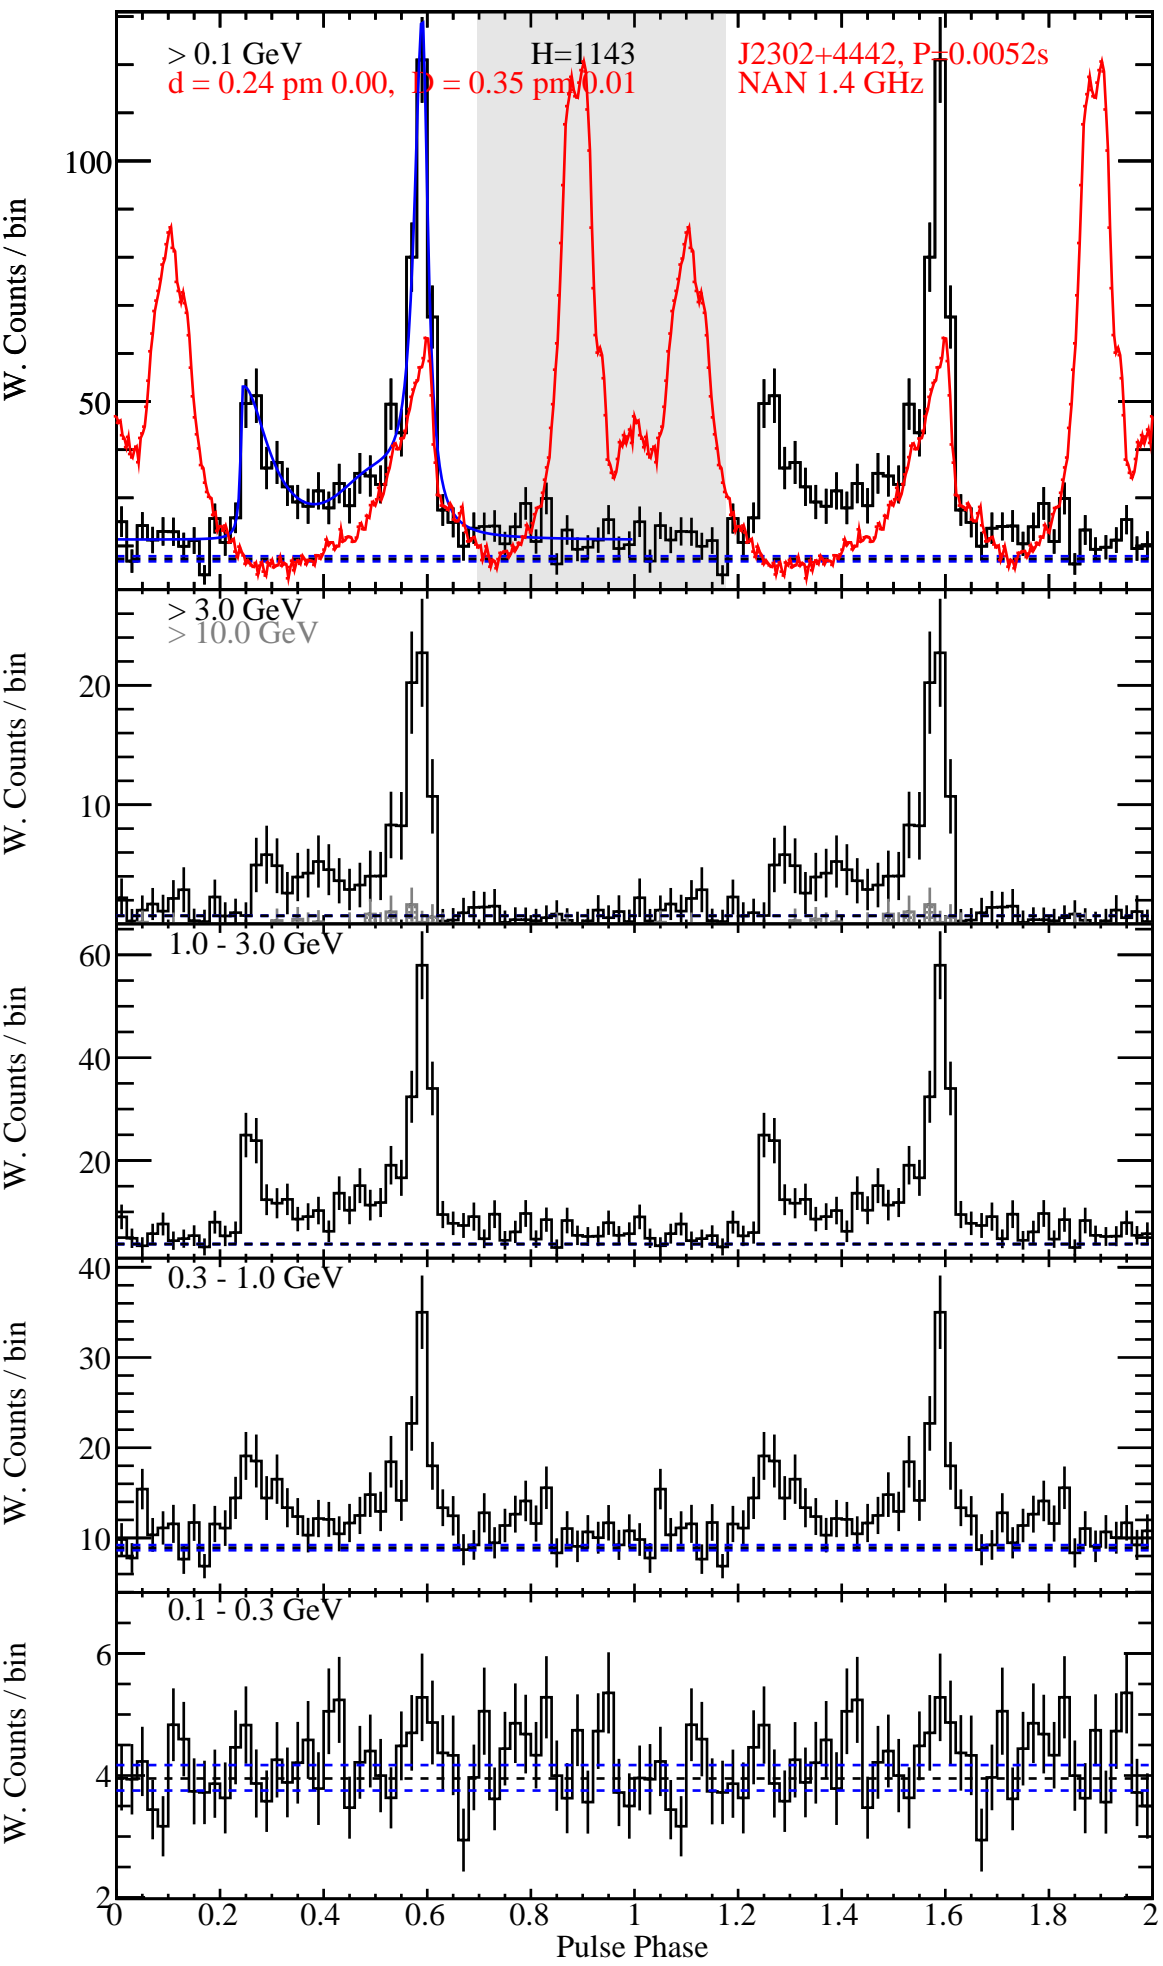 > 0.1 GeV
H=1143
J2302+4442, P=0.0052s
d = 0.24 pm 0.00, D = 0.35 pm 0.01
NAN 1.4 GHz
100
50
W. Counts / bin
> 3.0 GeV
> 10.0 GeV
20
10
W. Counts / bin
1.0 - 3.0 GeV
60
40
20
W. Counts / bin
0.3 - 1.0 GeV
40
30
20
10
W. Counts / bin
0.1 - 0.3 GeV
6
4
2
W. Counts / bin
0 0.2 0.4 0.6 0.8 1 1.2 1.4 1.6 1.8 2
Pulse Phase